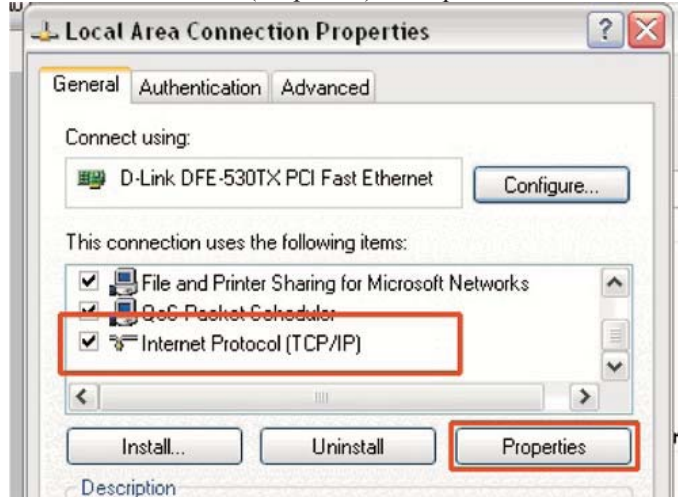 Local Area Connection Properties
General Authentication Advanced
Connect using:
D-Link DFE-530TX PCI Fast Ethernet Configure...
This connection uses the following items:
File and Printer Sharing for Microsoft Networks
QoS Packet Scheduler
Internet Protocol (TCP/IP)
Install... Uninstall Properties
Description